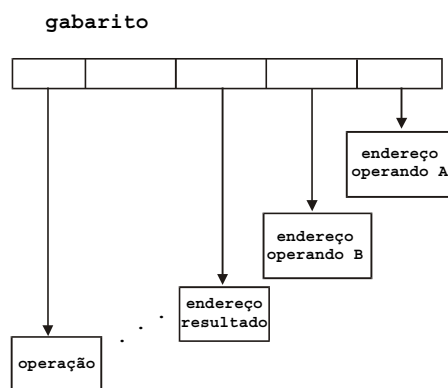 gabarito
endereço
operando A
endereço
operando B
endereço
resultado
operação